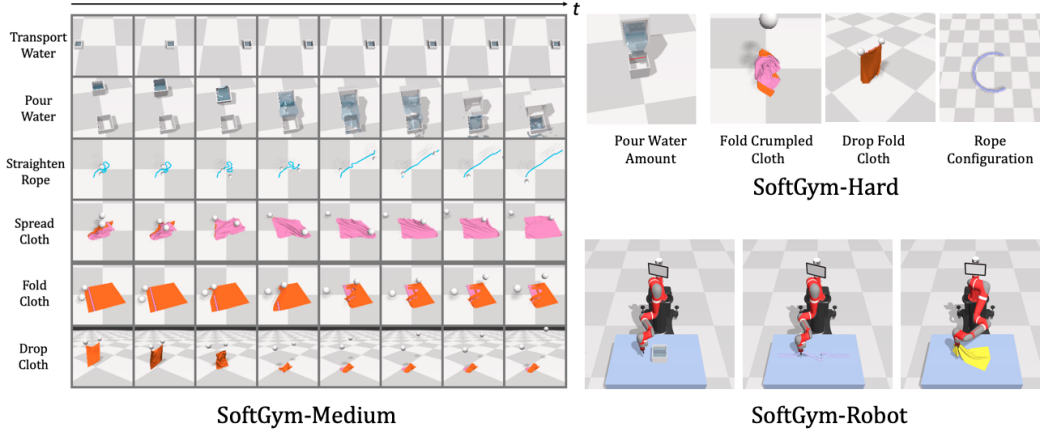 t
Transport
Water
Pour
Water
Straighten
Rope
Spread
Cloth
Fold
Cloth
Drop
Cloth
SoftGym-Medium
Pour Water
Amount
Fold Crumpled
Cloth
Drop Fold
Cloth
Rope
Configuration
SoftGym-Hard
SoftGym-Robot